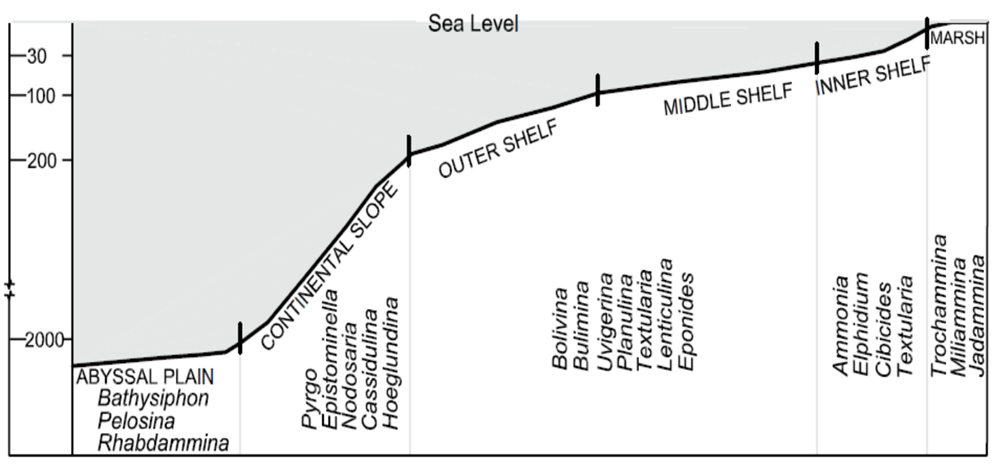 Sea Level
30
100
200
2000
MARSH
INNER SHELF
MIDDLE SHELF
OUTER SHELF
CONTINENTAL SLOPE
ABYSSAL PLAIN
Bathysiphon
Pelosina
Rhabdammina
Pyrgo
Epistominella
Nodosaria
Cassidulina
Hoeglundina
Bolivina
Bulimina
Uvigerina
Planulina
Textularia
Lenticulina
Eponides
Ammonia
Elphidium
Cibicides
Textularia
Trochammina
Miliammina
Jadammina